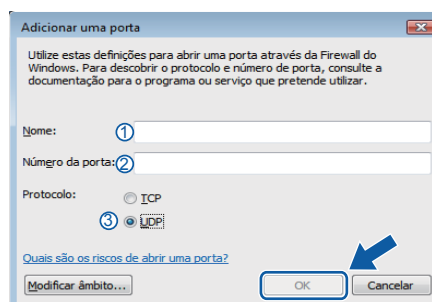 Adicionar uma porta
Utilize estas definições para abrir uma porta através da Firewall do
Windows. Para descobrir o protocolo e número de porta, consulte a
documentação para o programa ou serviço que pretende utilizar.
Nome: 1
Número da porta: 2
Protocolo: TCP
3 UDP
Quais são os riscos de abrir uma porta?
Modificar âmbito... OK Cancelar